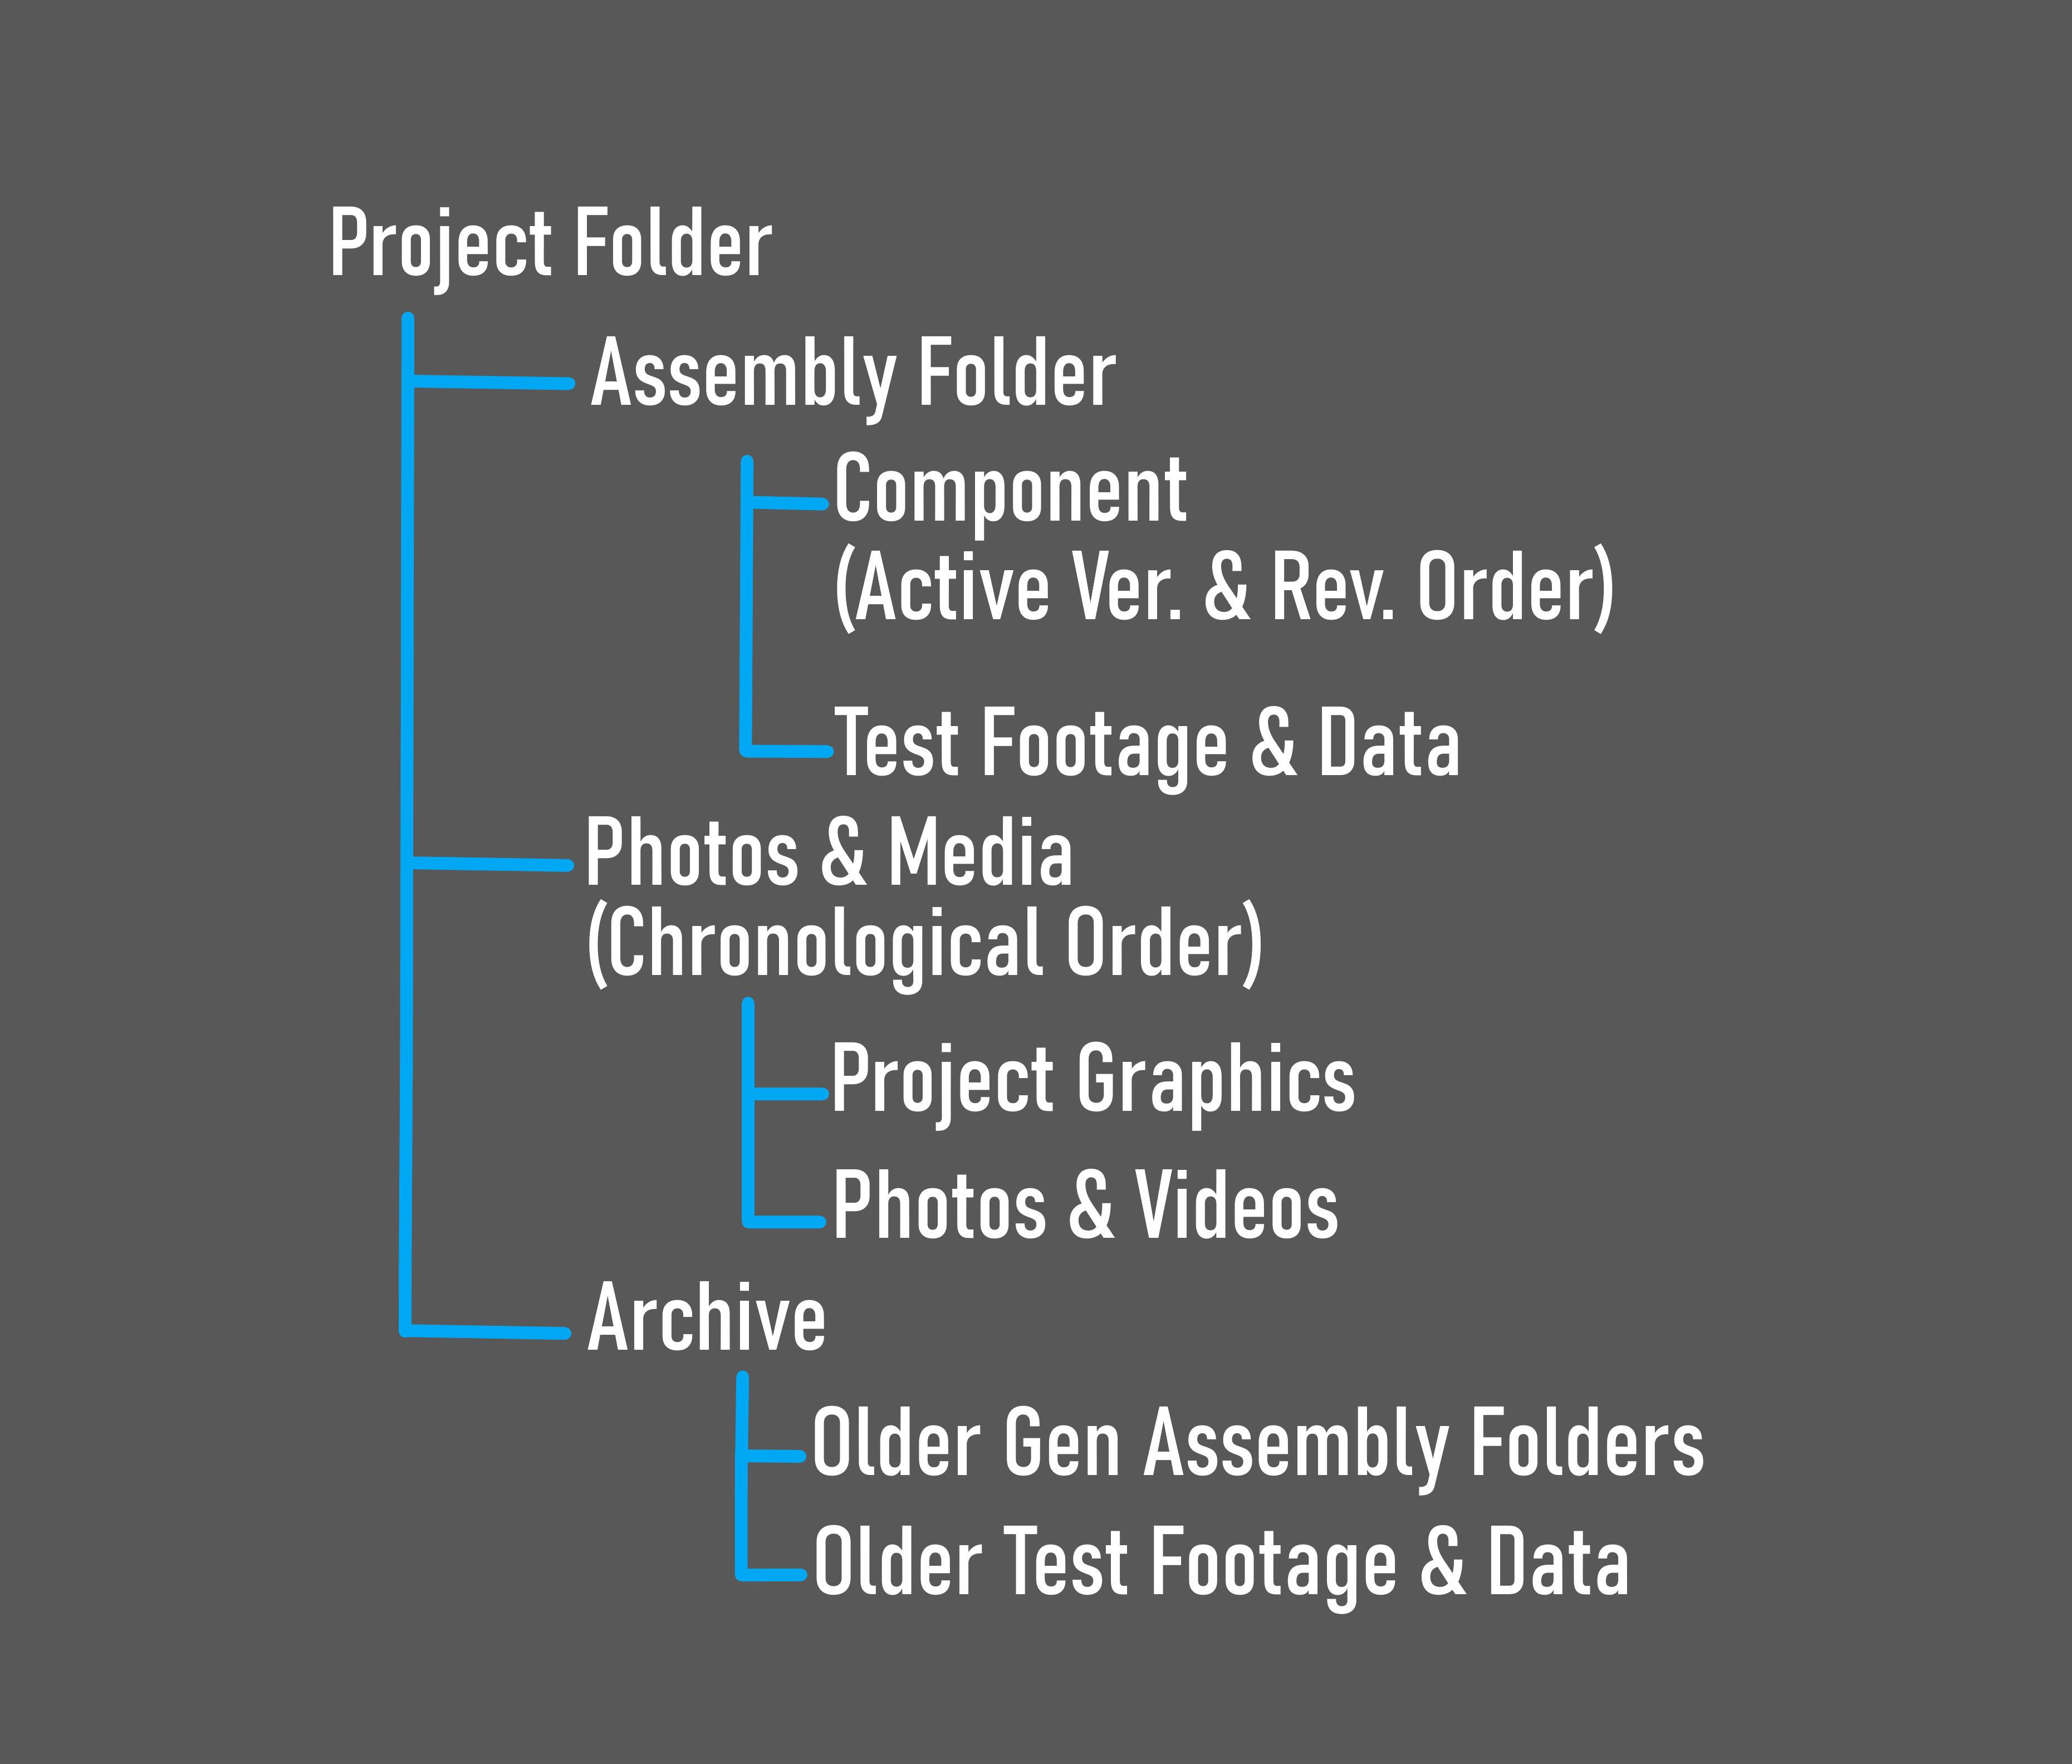 Project Folder
Assembly Folder
Component
(Active Ver. & Rev. Order)
Test Footage & Data
Photos & Media
(Chronological Order)
Project Graphics
Photos & Videos
Archive
Older Gen Assembly Folders
Older Test Footage & Data